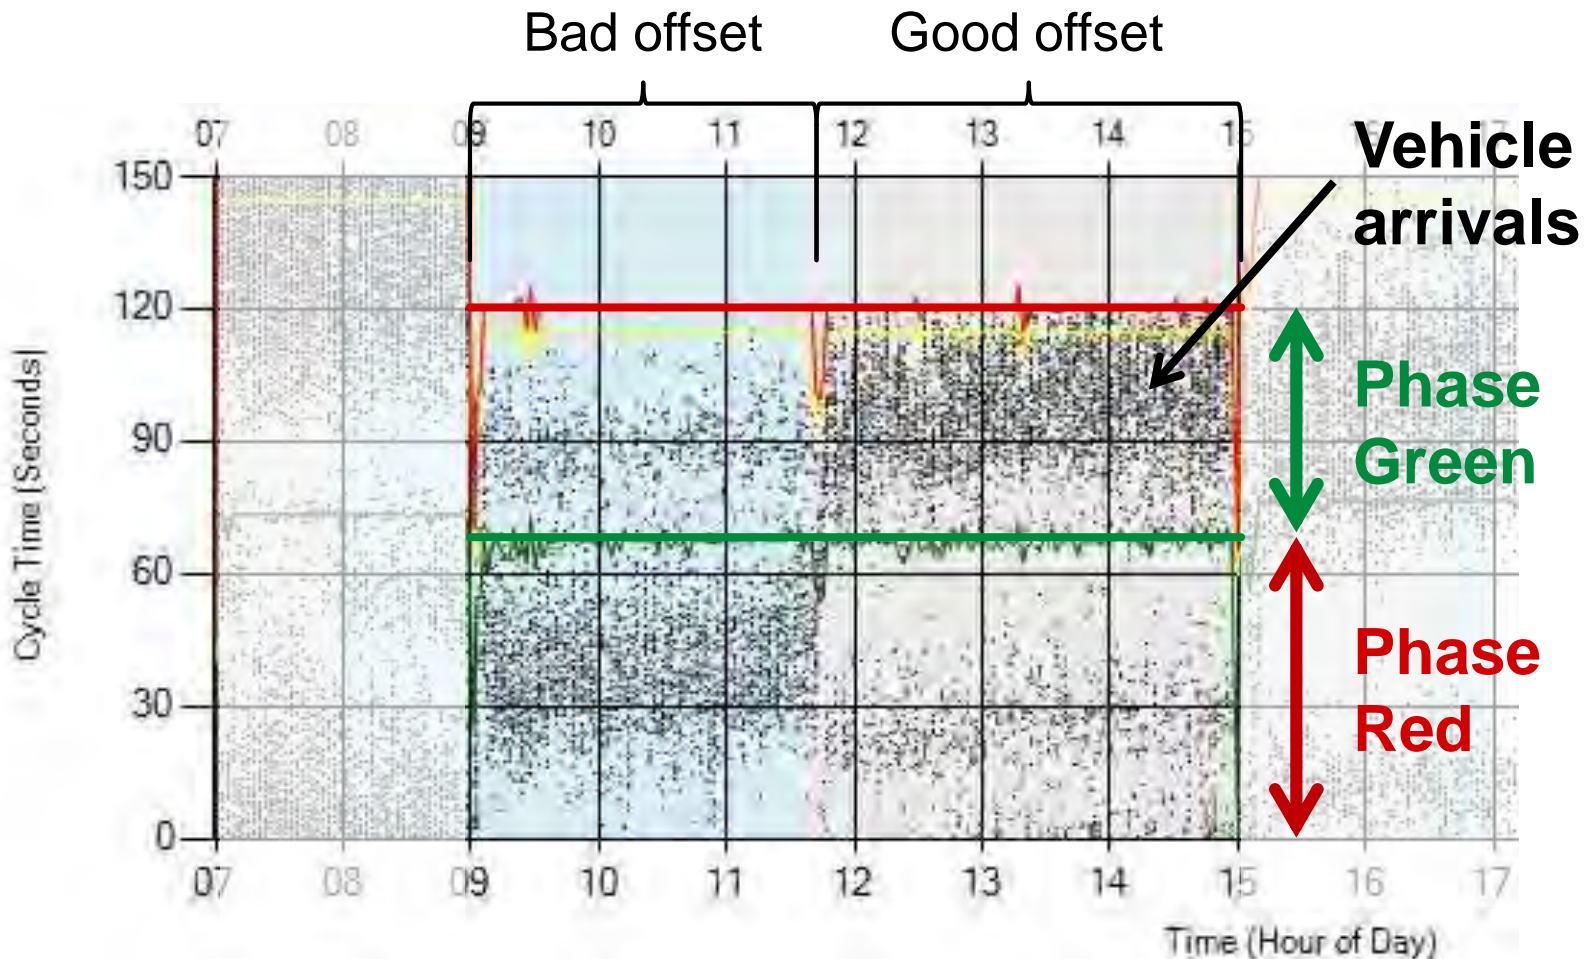 Bad offset Good offset
07 08 09 10 11 12 13 14 15 16 17
Vehicle
arrivals
150
120
90
60
30
0
Cycle Time (Seconds)
Phase
Green
Phase
Red
07 08 09 10 11 12 13 14 15 16 17
Time (Hour of Day)